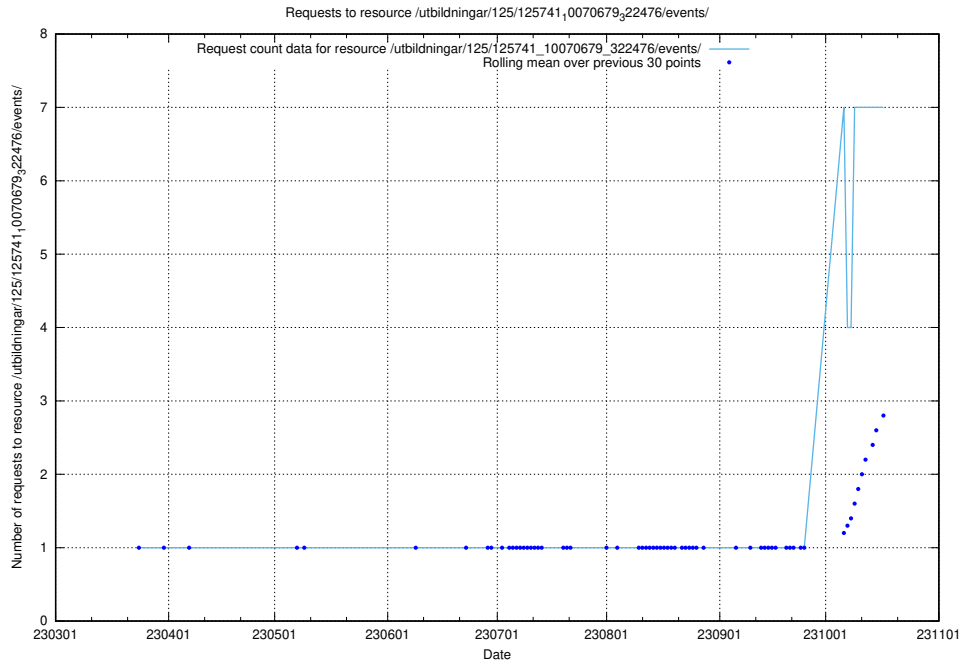 Requests to resource /utbildningar/125/125741₁0070679₃22476/events/
Request count data for resource /utbildningar/125/125741_10070679_322476/events/
Rolling mean over previous 30 points
Number of requests to resource /utbildningar/125/125741₁0070679₃22476/events/
8
7
6
5
4
3
2
1
0
230301 230401 230501 230601 230701 230801 230901 231001 231101
Date